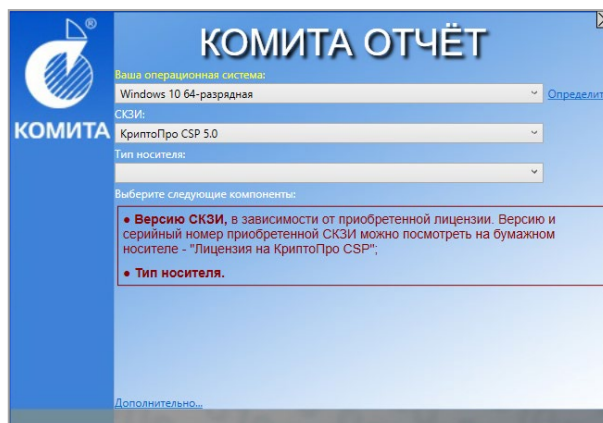 КОМИТА ОТЧЁТ
Ваша операционная система:
Windows 10 64-разрядная
Определит
СКЗИ:
КОМИТА
КриптоПро CSP 5.0
Тип носителя:
Выберите следующие компоненты:
● Версию СКЗИ, в зависимости от приобретенной лицензии. Версию и
серийный номер приобретенной СКЗИ можно посмотреть на бумажном
носителе - "Лицензия на КриптоПро CSP";
● Тип носителя.
Дополнительно...